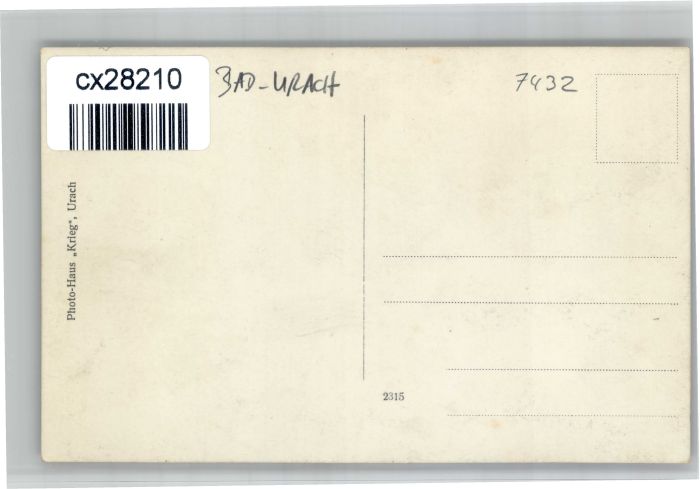 cx28210
BAD-URACH
7432
Photo-Haus „Krieg“, Urach
2315